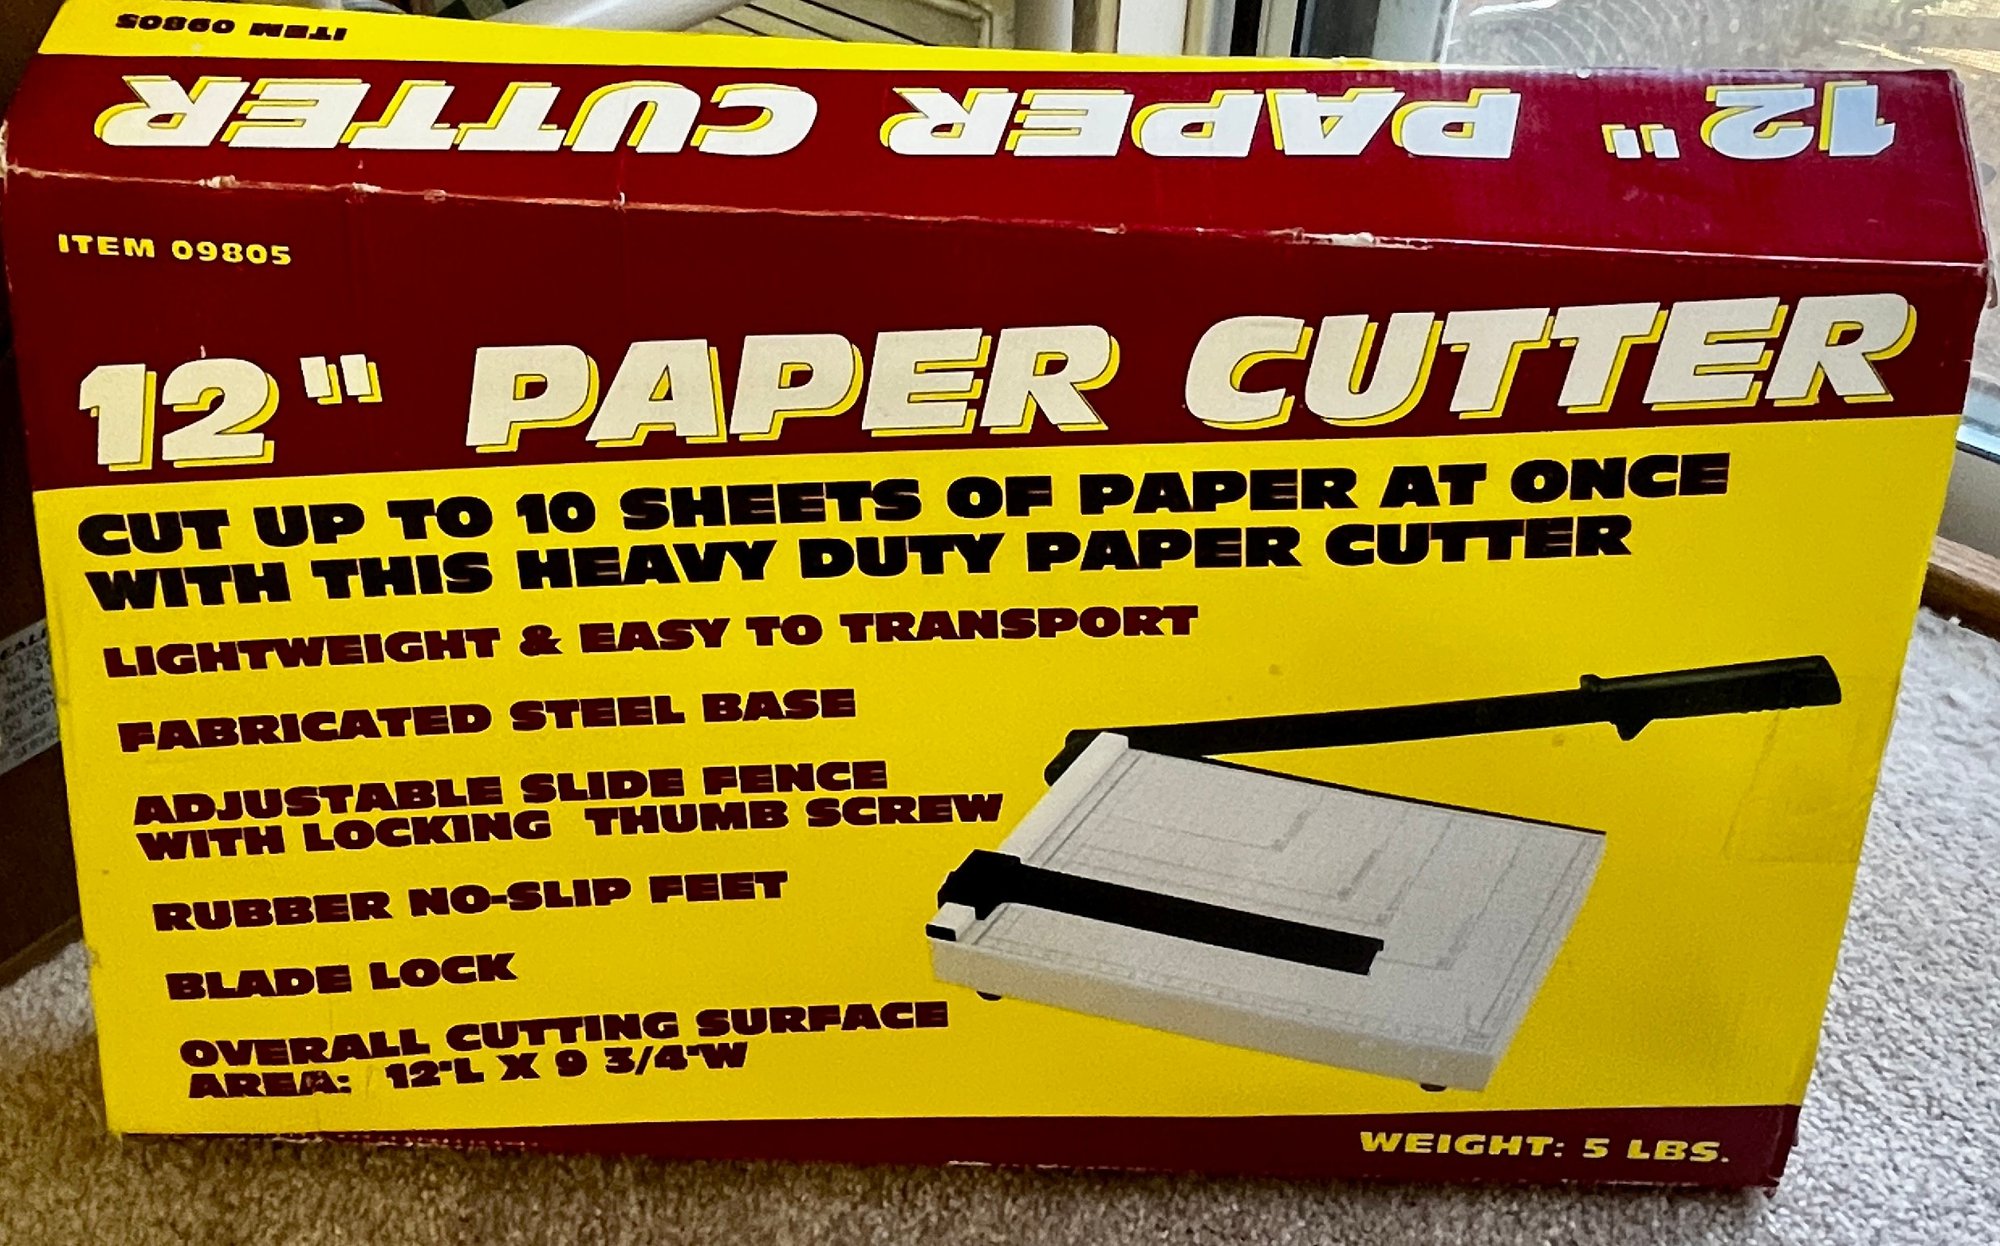 ITEM 09805
12" PAPER CUTTER
ITEM 09805
12" PAPER CUTTER
CUT UP TO 10 SHEETS OF PAPER AT ONCE
WITH THIS HEAVY DUTY PAPER CUTTER
LIGHTWEIGHT & EASY TO TRANSPORT
FABRICATED STEEL BASE
ADJUSTABLE SLIDE FENCE
WITH LOCKING THUMB SCREW
RUBBER NO-SLIP FEET
BLADE LOCK
OVERALL CUTTING SURFACE
AREA: 12"L X 9 3/4"W
WEIGHT: 5 LBS.